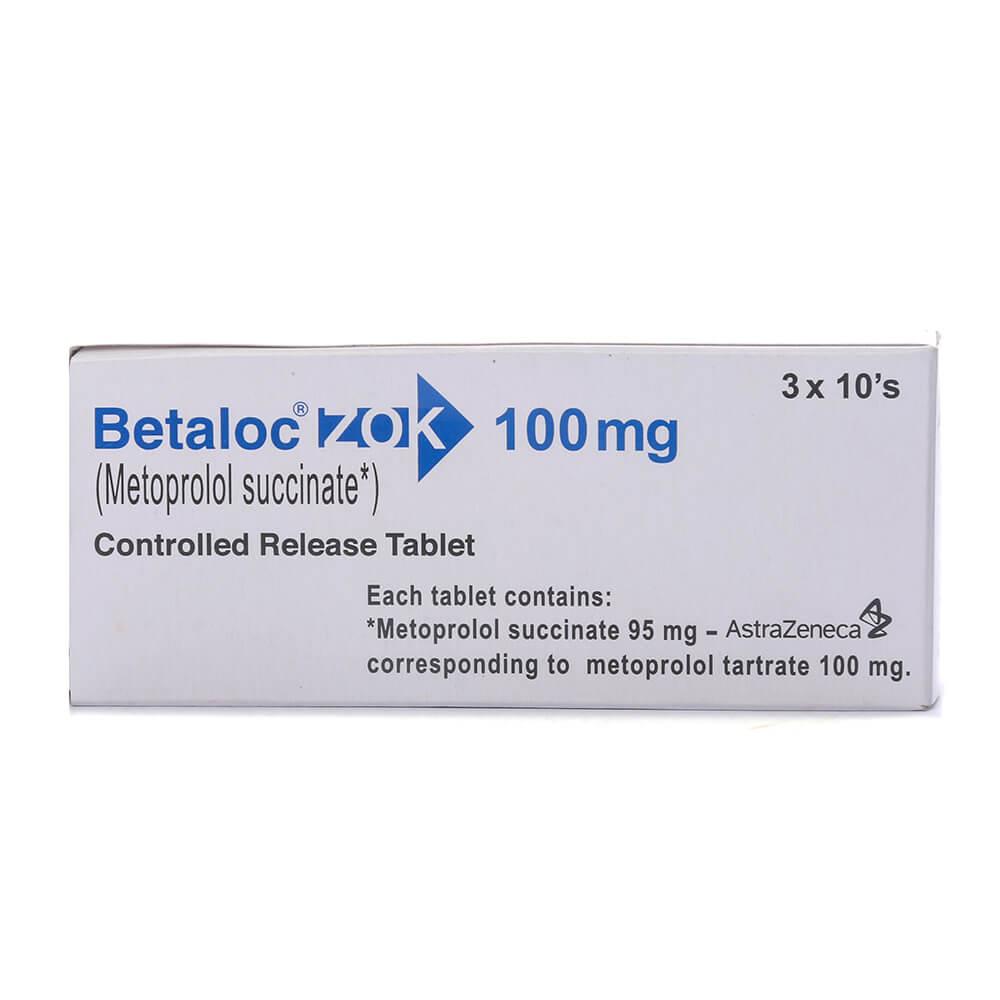 3 x 10's
Betaloc® ZOK 100 mg
(Metoprolol succinate*)
Controlled Release Tablet
Each tablet contains:
*Metoprolol succinate 95 mg – AstraZeneca
corresponding to metoprolol tartrate 100 mg.